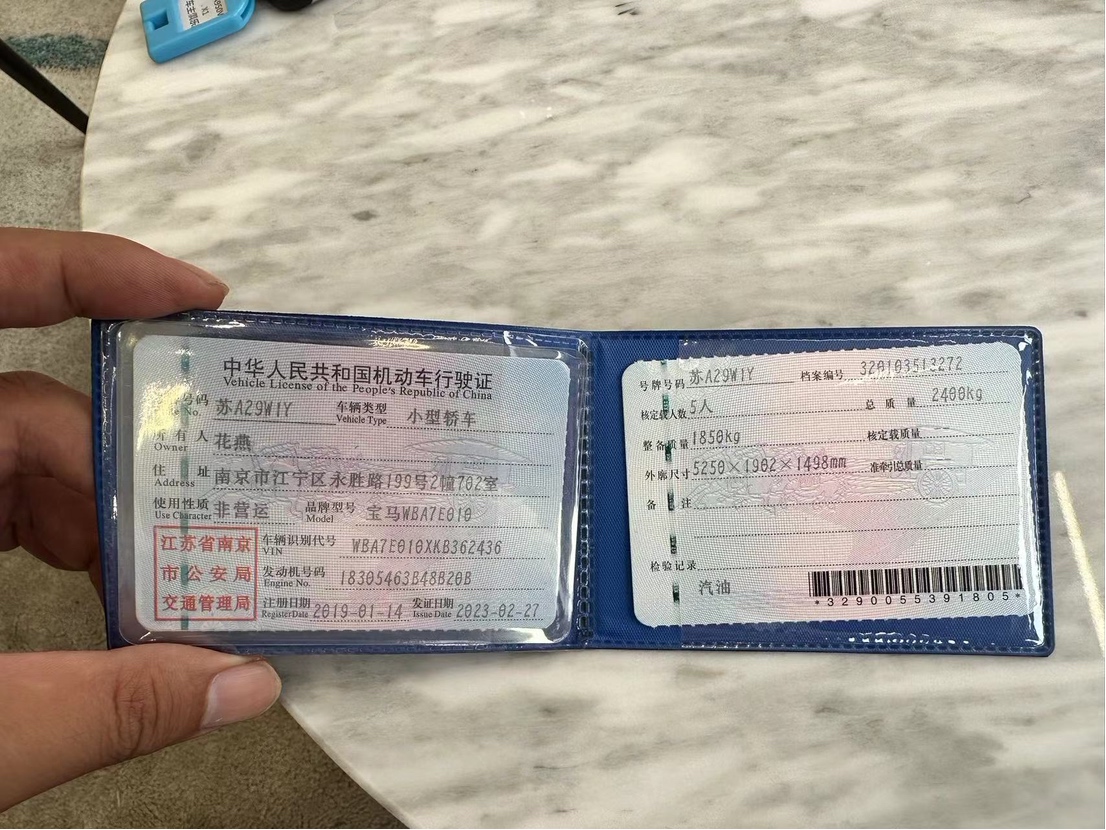 中华人民共和国机动车行驶证
Vehicle License of the People's Republic of China
号码 苏A29W1Y 车辆类型 小型轿车
No. Vehicle Type
所有人 花燕
Owner
住址 南京市江宁区永胜路199号2幢702室
Address
使用性质 非营运 品牌型号 宝马WBA7E010
Use Character Model
江苏省南京
市公安局
交通管理局
车辆识别代号 WBA7E010XKB362436
VIN
发动机号码 18305463B48B20B
Engine No.
注册日期 2019-01-14 发证日期 2023-02-27
Register Date Issue Date
号牌号码 苏A29W1Y 档案编号 320103513272
核定载人数 5人 总质量 2400kg
整备质量 1850kg 核定载质量
外廓尺寸 5250×1902×1498mm 准牵引总质量
备注
检验记录
汽油
*3290055391805*